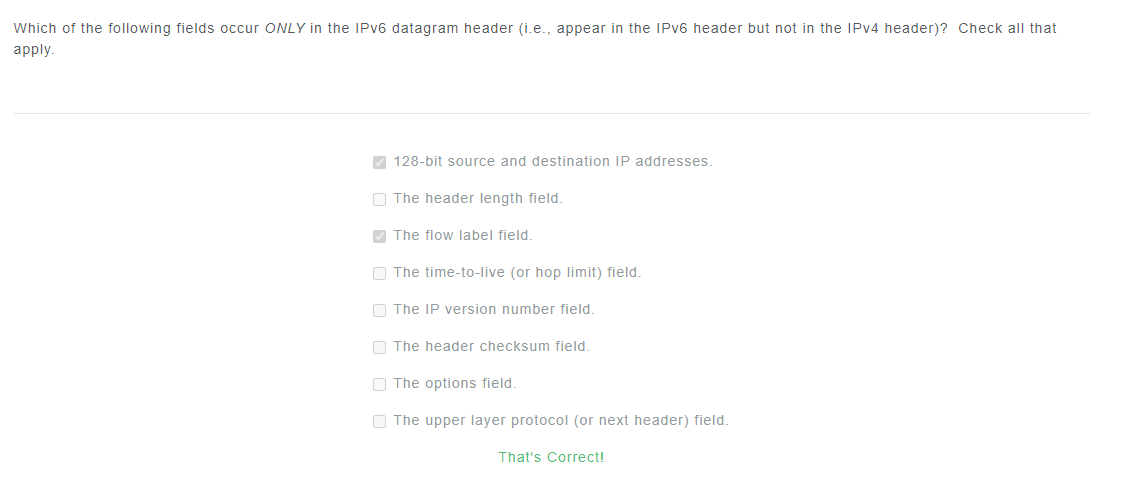 Which of the following fields occur ONLY in the IPv6 datagram header (i.e., appear in the IPv6 header but not in the IPv4 header)? Check all that
apply.
128-bit source and destination IP addresses.
The header length field.
The flow label field.
The time-to-live (or hop limit) field.
The IP version number field.
The header checksum field.
The options field.
The upper layer protocol (or next header) field.
That's Correct!